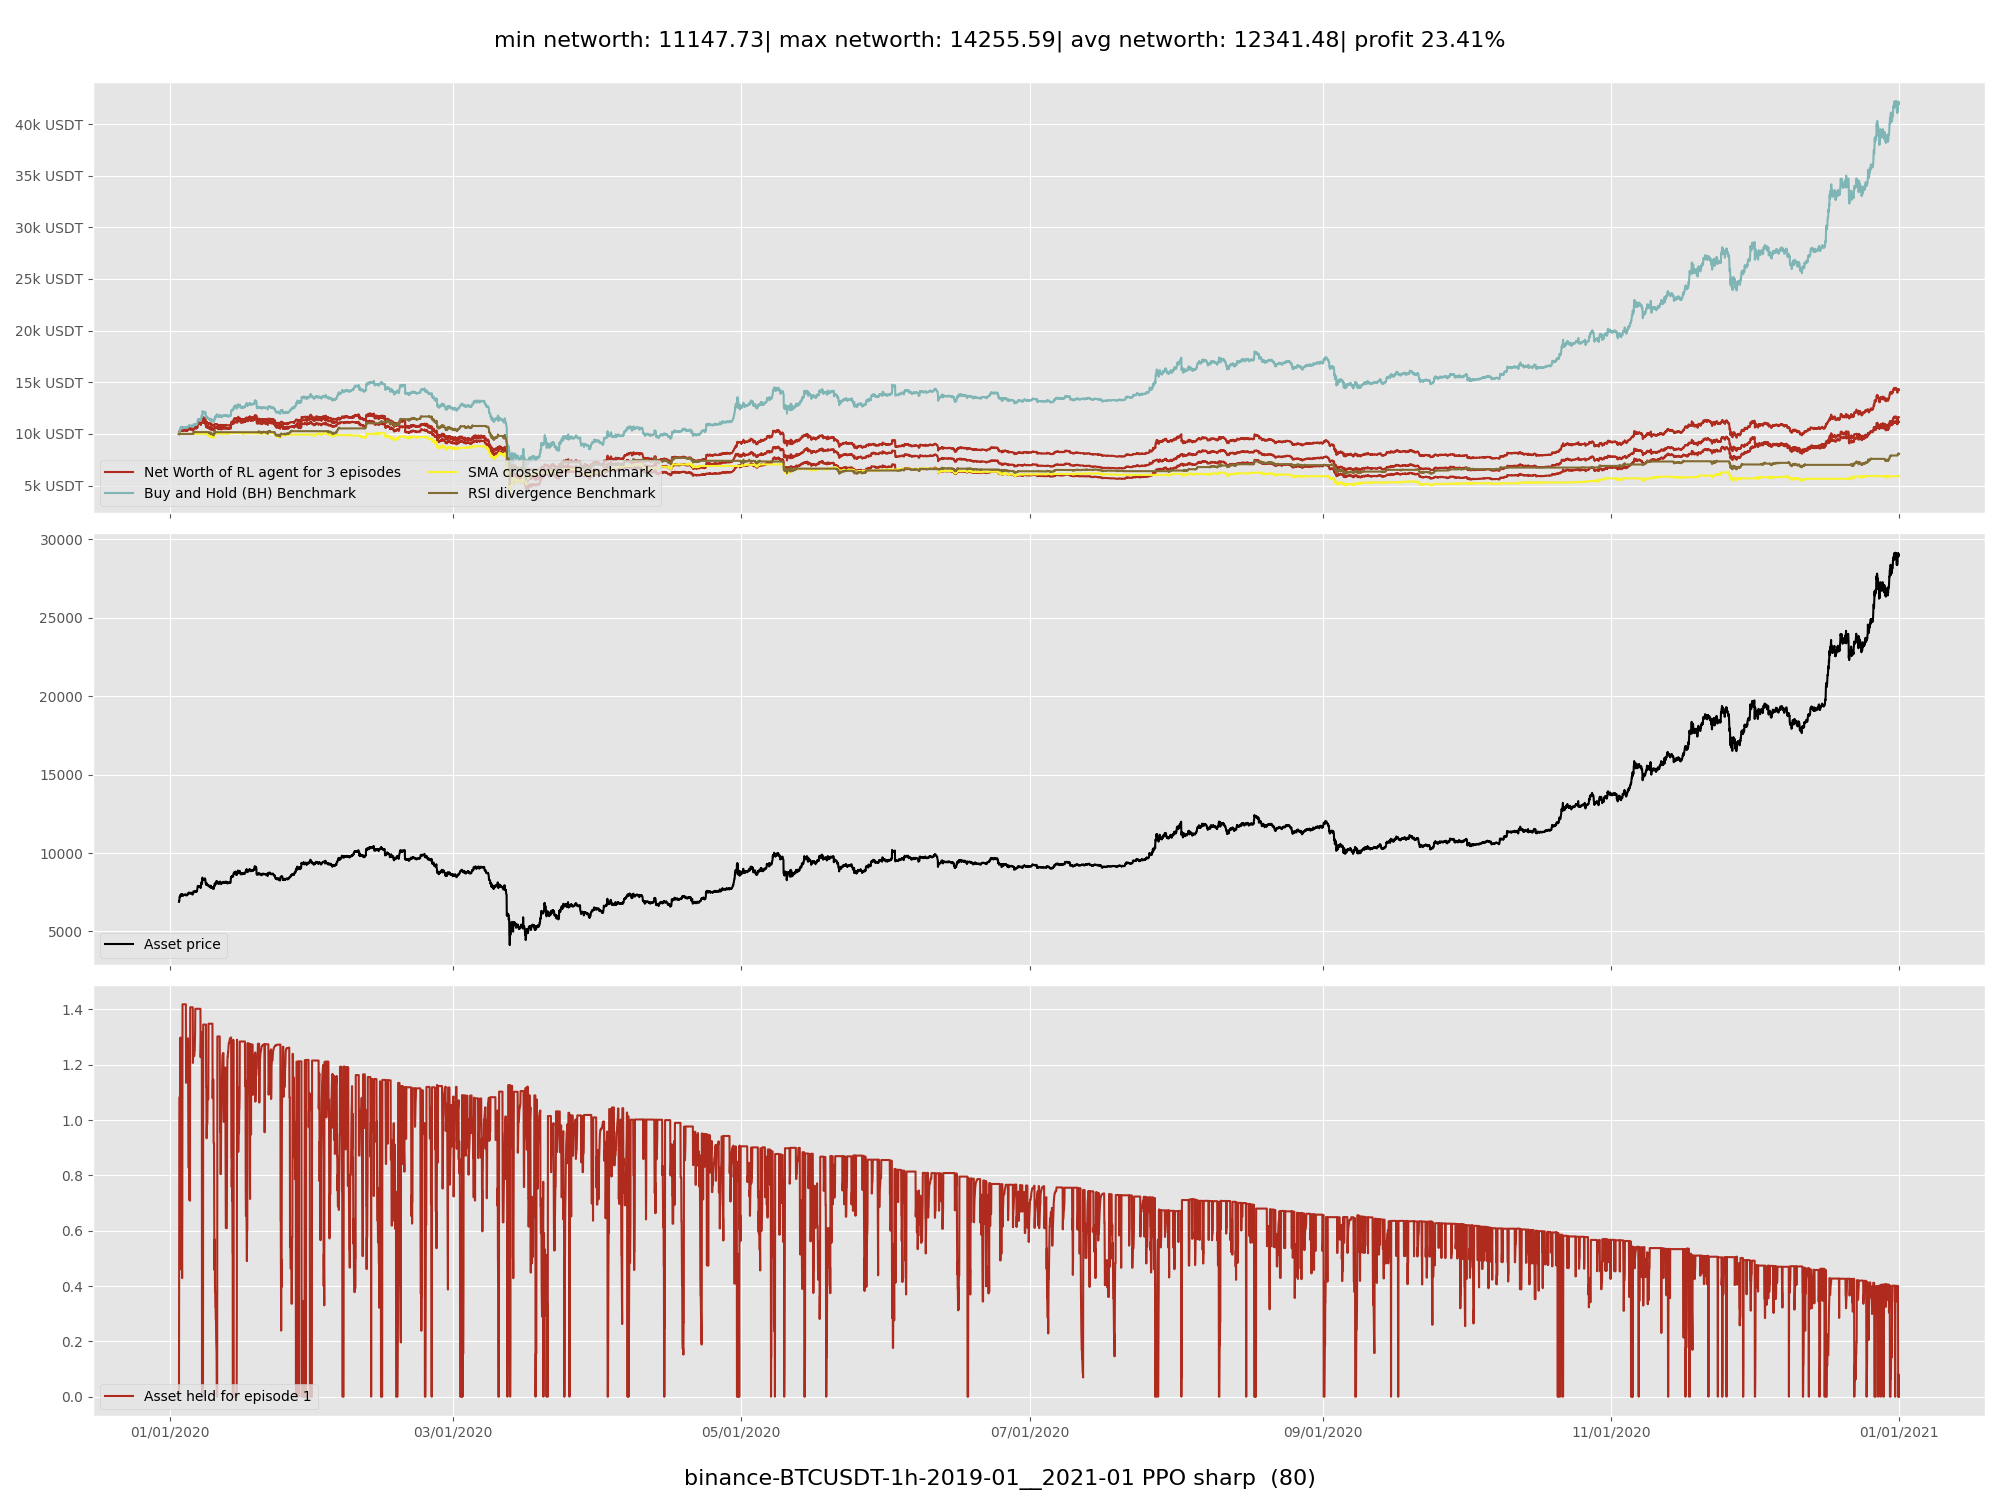 min networth: 11147.73| max networth: 14255.59| avg networth: 12341.48| profit 23.41%
40k USDT
35k USDT
30k USDT
25k USDT
20k USDT
15k USDT
10k USDT
5k USDT
Net Worth of RL agent for 3 episodes
Buy and Hold (BH) Benchmark
SMA crossover Benchmark
RSI divergence Benchmark
30000
25000
20000
15000
10000
5000
Asset price
1.4
1.2
1.0
0.8
0.6
0.4
0.2
0.0
Asset held for episode 1
01/01/2020
03/01/2020
05/01/2020
07/01/2020
09/01/2020
11/01/2020
01/01/2021
binance-BTCUSDT-1h-2019-01__2021-01 PPO sharp  (80)